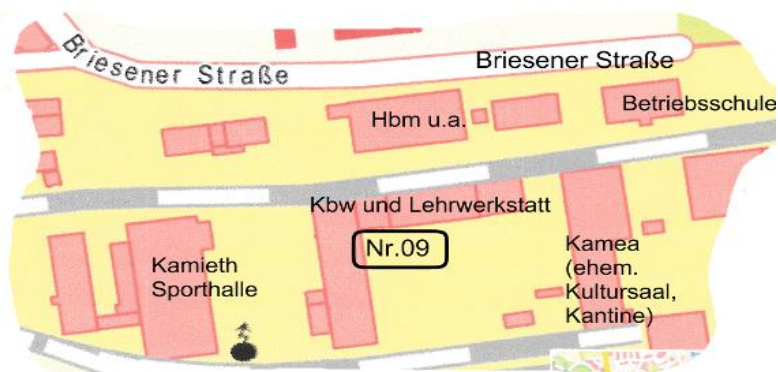 Briesener Straße
Briesener Straße
Hbm u.a.
Betriebsschule
Kbw und Lehrwerkstatt
Nr.09
Kamieth
Sporthalle
Kamea
(ehem.
Kultursaal,
Kantine)